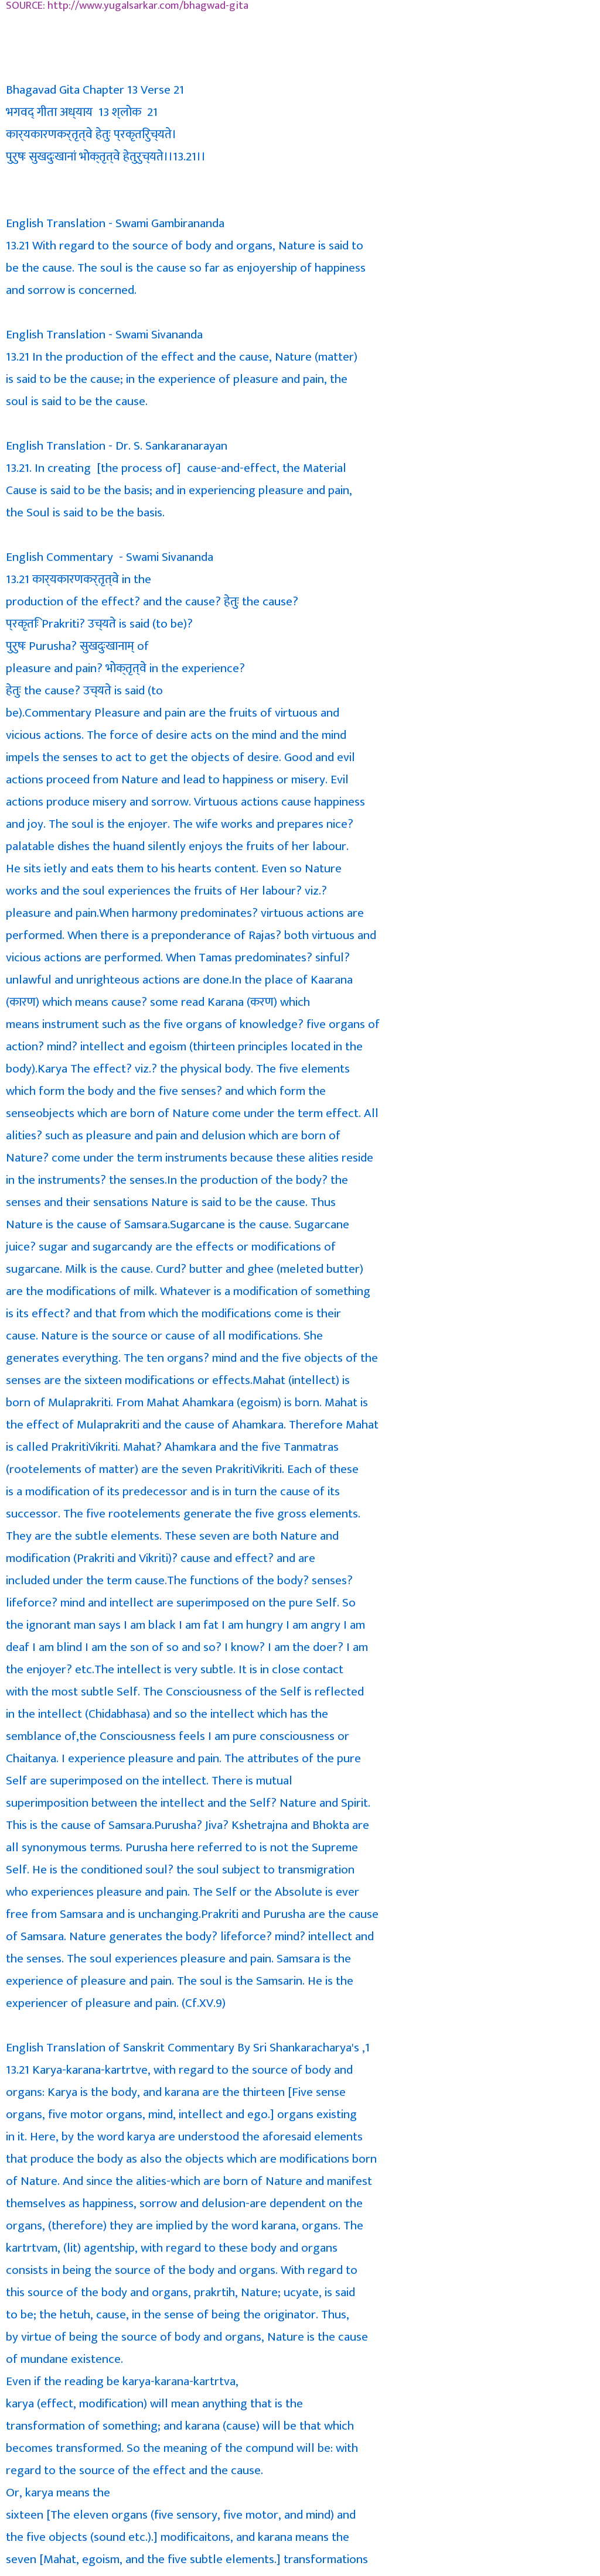 SOURCE: http://www.yugalsarkar.com/bhagwad-gita
Bhagavad Gita Chapter 13 Verse 21
भगवद् गीता अध्याय 13 श्लोक 21
कार्यकारणकर्तृत्वे हेतुः प्रकृतिरुच्यते।
पुरुषः सुखदुःखानां भोक्तृत्वे हेतुरुच्यते।।13.21।।
English Translation - Swami Gambirananda
13.21 With regard to the source of body and organs, Nature is said to
be the cause. The soul is the cause so far as enjoyership of happiness
and sorrow is concerned.
English Translation - Swami Sivananda
13.21 In the production of the effect and the cause, Nature (matter)
is said to be the cause; in the experience of pleasure and pain, the
soul is said to be the cause.
English Translation - Dr. S. Sankaranarayan
13.21. In creating [the process of] cause-and-effect, the Material
Cause is said to be the basis; and in experiencing pleasure and pain,
the Soul is said to be the basis.
English Commentary - Swami Sivananda
13.21 कार्यकारणकर्तृत्वे in the
production of the effect? and the cause? हेतुः the cause?
प्रकृतिः Prakriti? उच्यते is said (to be)?
पुरुषः Purusha? सुखदुःखानाम् of
pleasure and pain? भोक्तृत्वे in the experience?
हेतुः the cause? उच्यते is said (to
be).Commentary Pleasure and pain are the fruits of virtuous and
vicious actions. The force of desire acts on the mind and the mind
impels the senses to act to get the objects of desire. Good and evil
actions proceed from Nature and lead to happiness or misery. Evil
actions produce misery and sorrow. Virtuous actions cause happiness
and joy. The soul is the enjoyer. The wife works and prepares nice?
palatable dishes the huand silently enjoys the fruits of her labour.
He sits ietly and eats them to his hearts content. Even so Nature
works and the soul experiences the fruits of Her labour? viz.?
pleasure and pain.When harmony predominates? virtuous actions are
performed. When there is a preponderance of Rajas? both virtuous and
vicious actions are performed. When Tamas predominates? sinful?
unlawful and unrighteous actions are done.In the place of Kaarana
(कारण) which means cause? some read Karana (करण) which
means instrument such as the five organs of knowledge? five organs of
action? mind? intellect and egoism (thirteen principles located in the
body).Karya The effect? viz.? the physical body. The five elements
which form the body and the five senses? and which form the
senseobjects which are born of Nature come under the term effect. All
alities? such as pleasure and pain and delusion which are born of
Nature? come under the term instruments because these alities reside
in the instruments? the senses.In the production of the body? the
senses and their sensations Nature is said to be the cause. Thus
Nature is the cause of Samsara.Sugarcane is the cause. Sugarcane
juice? sugar and sugarcandy are the effects or modifications of
sugarcane. Milk is the cause. Curd? butter and ghee (meleted butter)
are the modifications of milk. Whatever is a modification of something
is its effect? and that from which the modifications come is their
cause. Nature is the source or cause of all modifications. She
generates everything. The ten organs? mind and the five objects of the
senses are the sixteen modifications or effects.Mahat (intellect) is
born of Mulaprakriti. From Mahat Ahamkara (egoism) is born. Mahat is
the effect of Mulaprakriti and the cause of Ahamkara. Therefore Mahat
is called PrakritiVikriti. Mahat? Ahamkara and the five Tanmatras
(rootelements of matter) are the seven PrakritiVikriti. Each of these
is a modification of its predecessor and is in turn the cause of its
successor. The five rootelements generate the five gross elements.
They are the subtle elements. These seven are both Nature and
modification (Prakriti and Vikriti)? cause and effect? and are
included under the term cause.The functions of the body? senses?
lifeforce? mind and intellect are superimposed on the pure Self. So
the ignorant man says I am black I am fat I am hungry I am angry I am
deaf I am blind I am the son of so and so? I know? I am the doer? I am
the enjoyer? etc.The intellect is very subtle. It is in close contact
with the most subtle Self. The Consciousness of the Self is reflected
in the intellect (Chidabhasa) and so the intellect which has the
semblance of,the Consciousness feels I am pure consciousness or
Chaitanya. I experience pleasure and pain. The attributes of the pure
Self are superimposed on the intellect. There is mutual
superimposition between the intellect and the Self? Nature and Spirit.
This is the cause of Samsara.Purusha? Jiva? Kshetrajna and Bhokta are
all synonymous terms. Purusha here referred to is not the Supreme
Self. He is the conditioned soul? the soul subject to transmigration
who experiences pleasure and pain. The Self or the Absolute is ever
free from Samsara and is unchanging.Prakriti and Purusha are the cause
of Samsara. Nature generates the body? lifeforce? mind? intellect and
the senses. The soul experiences pleasure and pain. Samsara is the
experience of pleasure and pain. The soul is the Samsarin. He is the
experiencer of pleasure and pain. (Cf.XV.9)
English Translation of Sanskrit Commentary By Sri Shankaracharya's ,1
13.21 Karya-karana-kartrtve, with regard to the source of body and
organs: Karya is the body, and karana are the thirteen [Five sense
organs, five motor organs, mind, intellect and ego.] organs existing
in it. Here, by the word karya are understood the aforesaid elements
that produce the body as also the objects which are modifications born
of Nature. And since the alities-which are born of Nature and manifest
themselves as happiness, sorrow and delusion-are dependent on the
organs, (therefore) they are implied by the word karana, organs. The
kartrtvam, (lit) agentship, with regard to these body and organs
consists in being the source of the body and organs. With regard to
this source of the body and organs, prakrtih, Nature; ucyate, is said
to be; the hetuh, cause, in the sense of being the originator. Thus,
by virtue of being the source of body and organs, Nature is the cause
of mundane existence.
Even if the reading be karya-karana-kartrtva,
karya (effect, modification) will mean anything that is the
transformation of something; and karana (cause) will be that which
becomes transformed. So the meaning of the compund will be: with
regard to the source of the effect and the cause.
Or, karya means the
sixteen [The eleven organs (five sensory, five motor, and mind) and
the five objects (sound etc.).] modificaitons, and karana means the
seven [Mahat, egoism, and the five subtle elements.] transformations